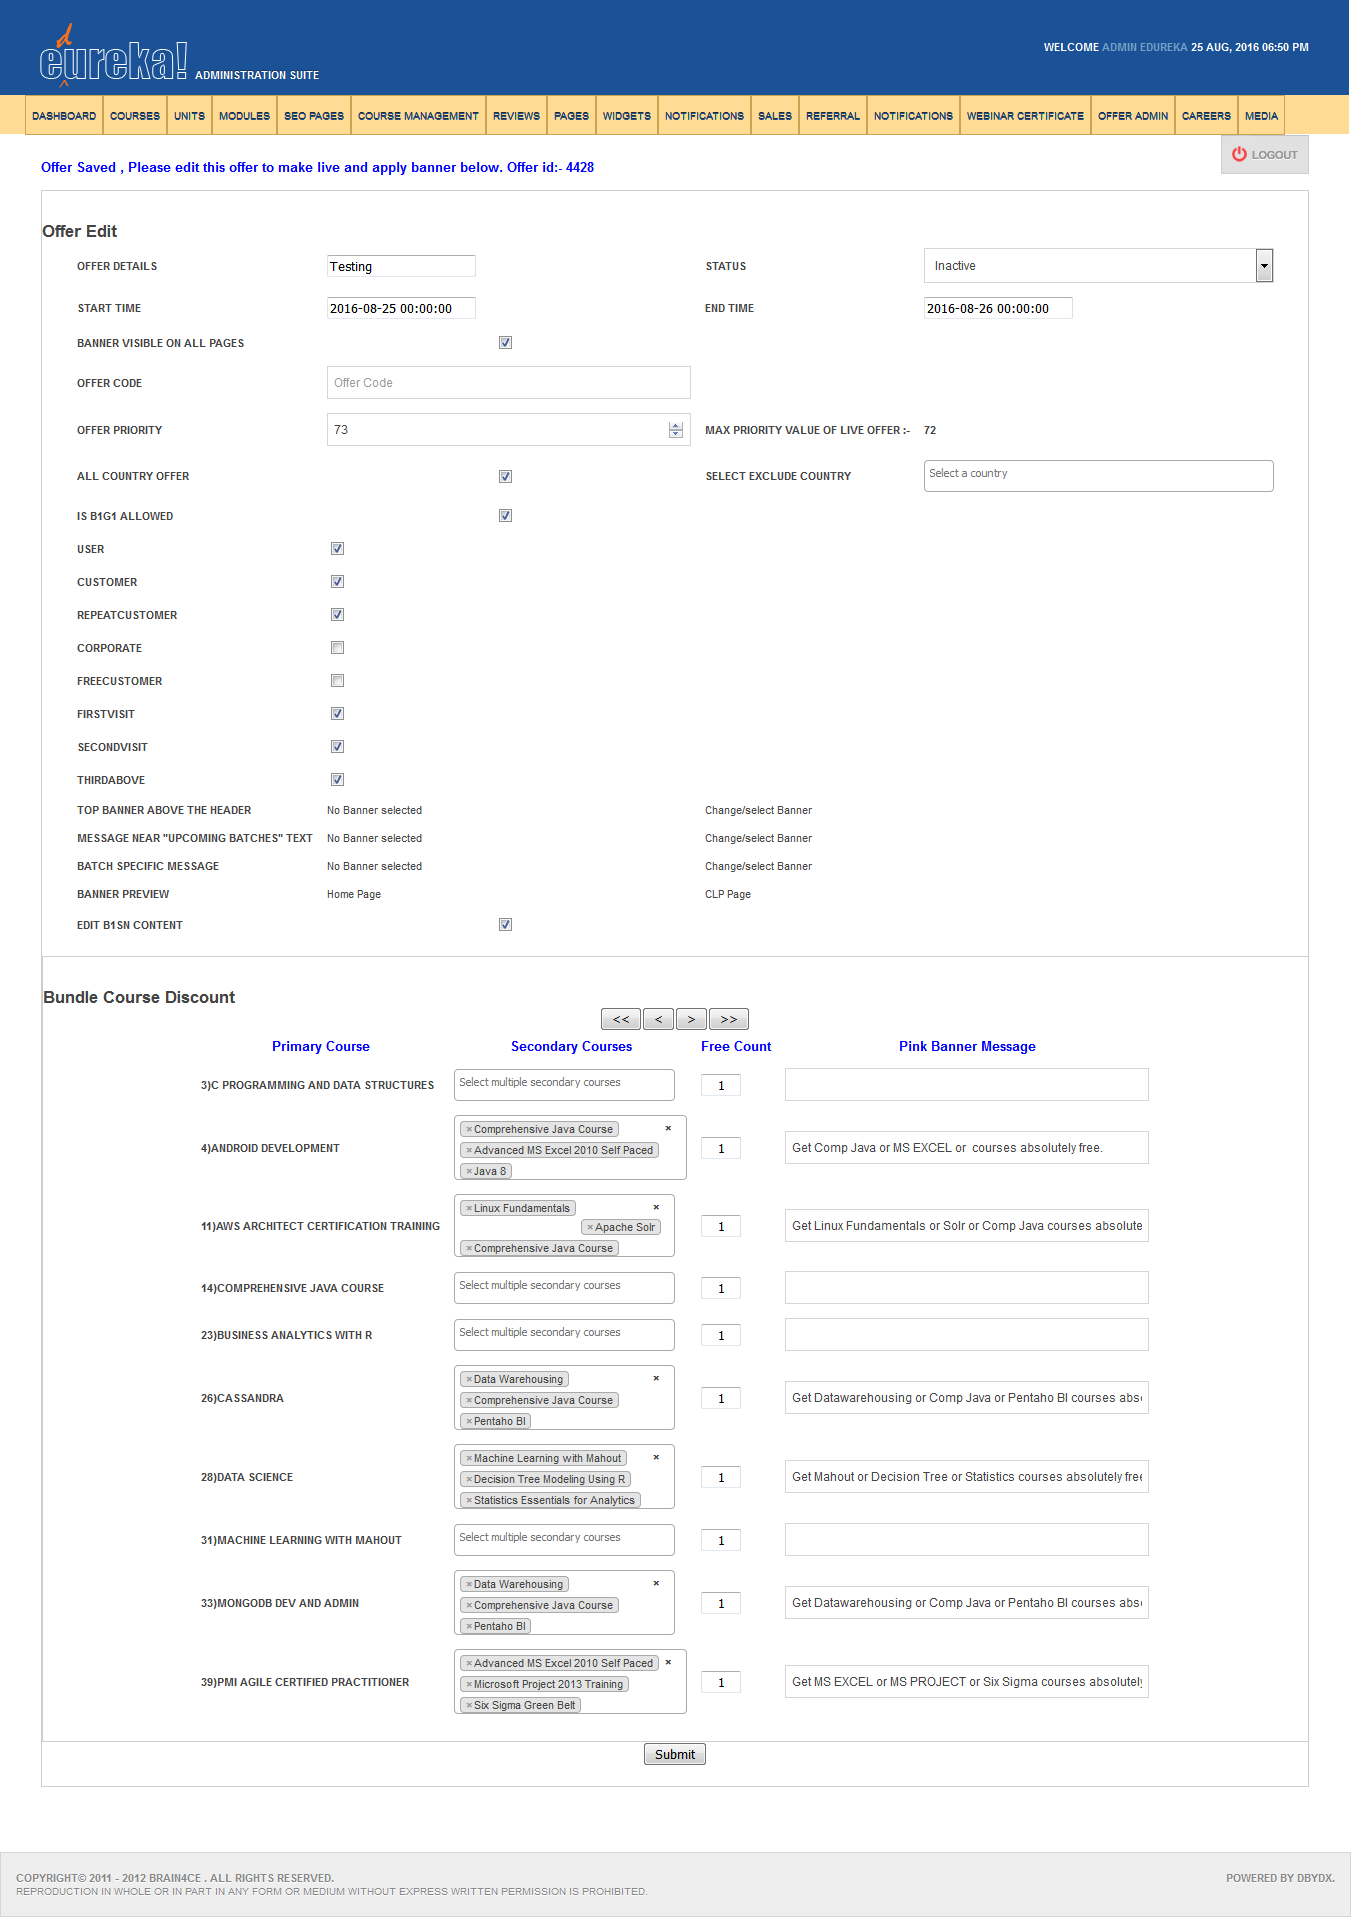 eureka! ADMINISTRATION SUITE
WELCOME ADMIN EDUREKA 25 AUG, 2016 06:50 PM
DASHBOARD COURSES UNITS MODULES SEO PAGES COURSE MANAGEMENT REVIEWS PAGES WIDGETS NOTIFICATIONS SALES REFERRAL NOTIFICATIONS WEBINAR CERTIFICATE OFFER ADMIN CAREERS MEDIA
LOGOUT
Offer Saved , Please edit this offer to make live and apply banner below. Offer id:- 4428
Offer Edit
OFFER DETAILS Testing STATUS Inactive
START TIME 2016-08-25 00:00:00 END TIME 2016-08-26 00:00:00
BANNER VISIBLE ON ALL PAGES
OFFER CODE Offer Code
OFFER PRIORITY 73 MAX PRIORITY VALUE OF LIVE OFFER :- 72
ALL COUNTRY OFFER SELECT EXCLUDE COUNTRY Select a country
IS B1G1 ALLOWED
USER
CUSTOMER
REPEATCUSTOMER
CORPORATE
FREECUSTOMER
FIRSTVISIT
SECONDVISIT
THIRDABOVE
TOP BANNER ABOVE THE HEADER No Banner selected Change/select Banner
MESSAGE NEAR "UPCOMING BATCHES" TEXT No Banner selected Change/select Banner
BATCH SPECIFIC MESSAGE No Banner selected Change/select Banner
BANNER PREVIEW Home Page CLP Page
EDIT B1SN CONTENT
Bundle Course Discount
<< < > >>
Primary Course Secondary Courses Free Count Pink Banner Message
3)C PROGRAMMING AND DATA STRUCTURES Select multiple secondary courses 1
×Comprehensive Java Course ×
4)ANDROID DEVELOPMENT ×Advanced MS Excel 2010 Self Paced 1 Get Comp Java or MS EXCEL or  courses absolutely free.
×Java 8
×Linux Fundamentals ×
11)AWS ARCHITECT CERTIFICATION TRAINING ×Apache Solr 1 Get Linux Fundamentals or Solr or Comp Java courses absolute
×Comprehensive Java Course
14)COMPREHENSIVE JAVA COURSE Select multiple secondary courses 1
23)BUSINESS ANALYTICS WITH R Select multiple secondary courses 1
×Data Warehousing ×
26)CASSANDRA ×Comprehensive Java Course 1 Get Datawarehousing or Comp Java or Pentaho BI courses abs
×Pentaho BI
×Machine Learning with Mahout ×
28)DATA SCIENCE ×Decision Tree Modeling Using R 1 Get Mahout or Decision Tree or Statistics courses absolutely free
×Statistics Essentials for Analytics
31)MACHINE LEARNING WITH MAHOUT Select multiple secondary courses 1
×Data Warehousing ×
33)MONGODB DEV AND ADMIN ×Comprehensive Java Course 1 Get Datawarehousing or Comp Java or Pentaho BI courses abs
×Pentaho BI
×Advanced MS Excel 2010 Self Paced ×
39)PMI AGILE CERTIFIED PRACTITIONER ×Microsoft Project 2013 Training 1 Get MS EXCEL or MS PROJECT or Six Sigma courses absolutely
×Six Sigma Green Belt
Submit
COPYRIGHT© 2011 - 2012 BRAIN4CE . ALL RIGHTS RESERVED. POWERED BY DBYDX.
REPRODUCTION IN WHOLE OR IN PART IN ANY FORM OR MEDIUM WITHOUT EXPRESS WRITTEN PERMISSION IS PROHIBITED.